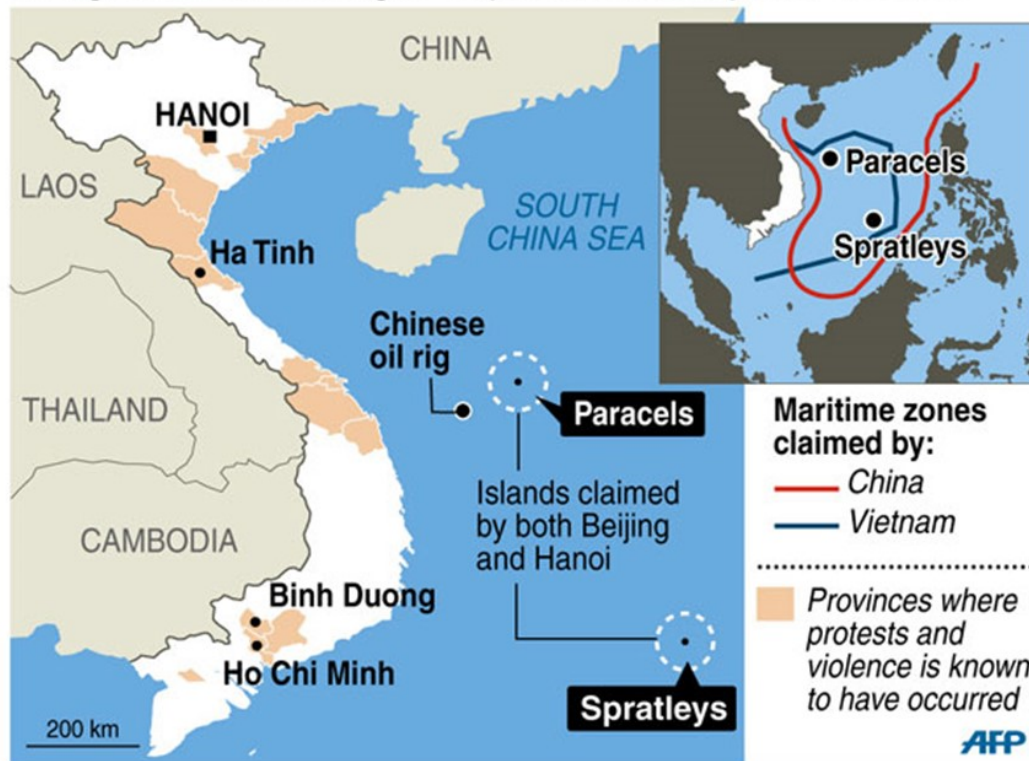 CHINA
HANOI
LAOS
Ha Tinh
SOUTH
CHINA SEA
Chinese
oil rig
THAILAND
Paracels
Islands claimed
by both Beijing
and Hanoi
CAMBODIA
Binh Duong
Ho Chi Minh
Spratleys
200 km
Paracels
Spratleys
Maritime zones
claimed by:
China
Vietnam
Provinces where
protests and
violence is known
to have occurred
AFP